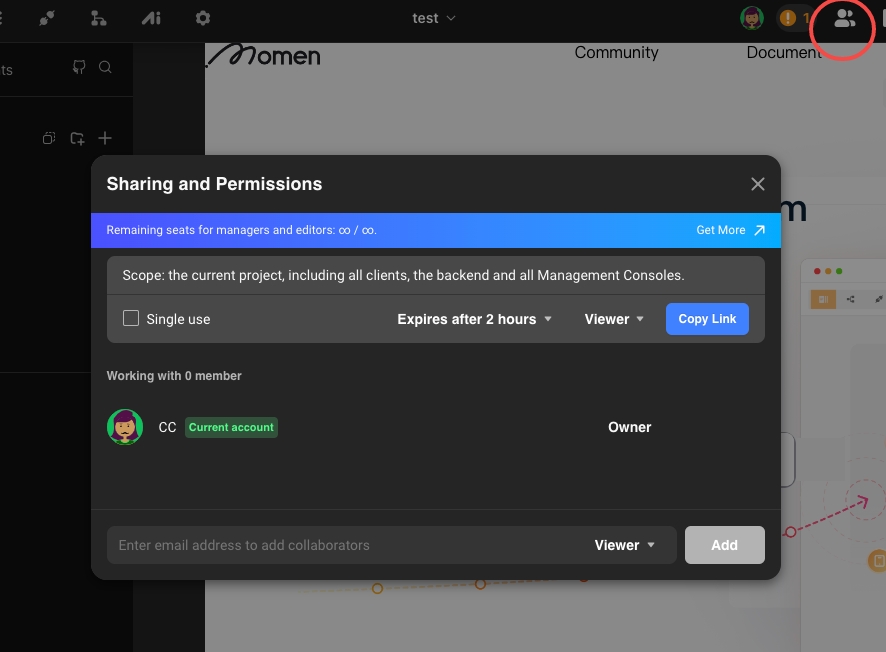 Ai
test
1
ts
Momen
Community
Document
m
Sharing and Permissions
Remaining seats for managers and editors: ∞ / ∞.
Get More
Scope: the current project, including all clients, the backend and all Management Consoles.
Single use
Expires after 2 hours
Viewer
Copy Link
Working with 0 member
CC
Current account
Owner
Enter email address to add collaborators
Viewer
Add